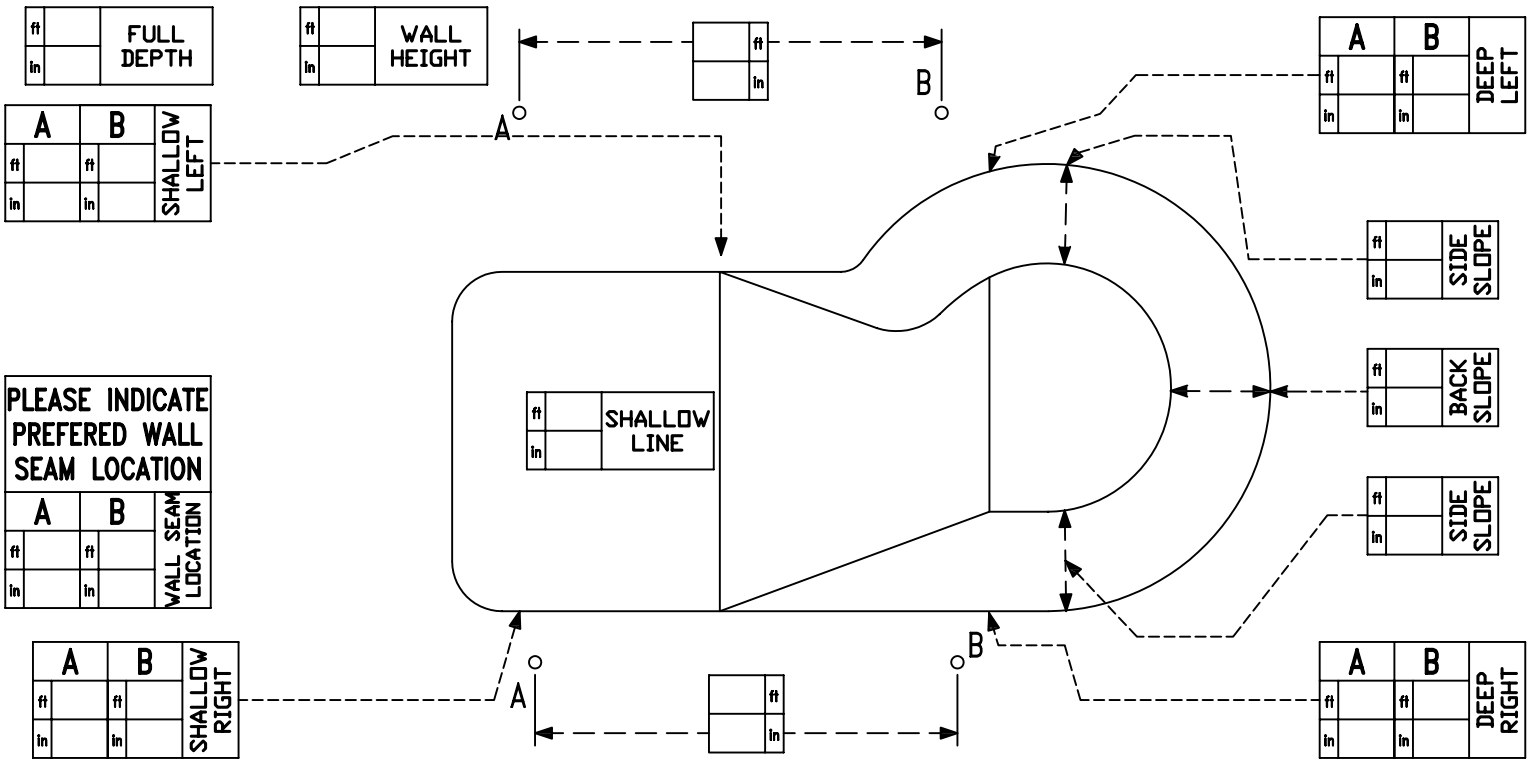 ft
in
FULL
DEPTH
ft
in
WALL
HEIGHT
ft
in
A
B
A B
ft ft
in in
DEEP
LEFT
A B
ft ft
in in
SHALLOW
LEFT
ft
in
SIDE
SLOPE
ft
in
BACK
SLOPE
ft
in
SHALLOW
LINE
PLEASE INDICATE
PREFERED WALL
SEAM LOCATION
A B
ft ft
in in
WALL SEAM
LOCATION
ft
in
SIDE
SLOPE
A B
ft ft
in in
SHALLOW
RIGHT
A
B
ft
in
A B
ft ft
in in
DEEP
RIGHT